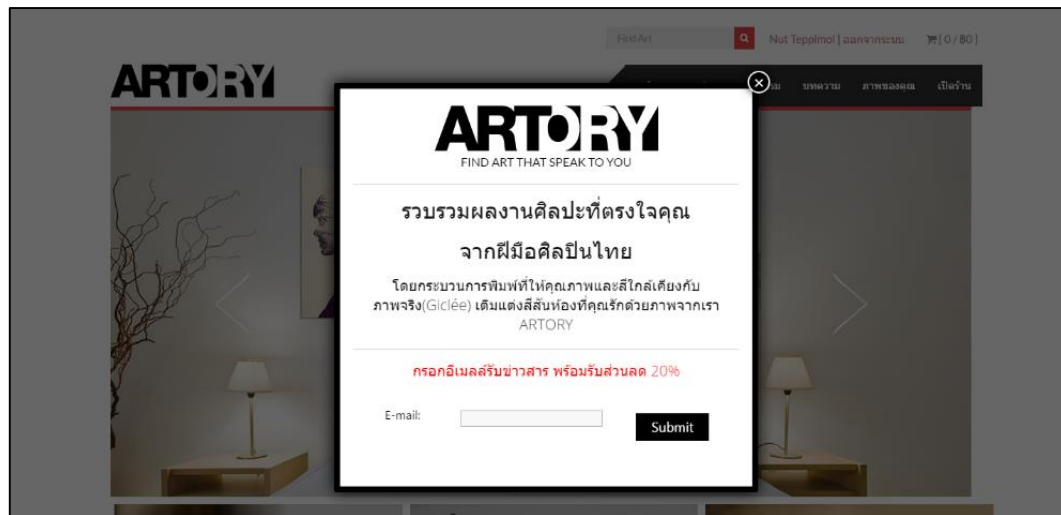 Find Art
Nut Teppimol | ออกจากระบบ
[ 0 / ฿0 ]
ARTORY
บทความ
ภาพของคุณ
เปิดร้าน
ARTORY
FIND ART THAT SPEAK TO YOU
รวบรวมผลงานศิลปะที่ตรงใจคุณ
จากฝีมือศิลปินไทย
โดยกระบวนการพิมพ์ที่ให้คุณภาพและสีใกล้เคียงกับ
ภาพจริง(Giclée) เติมแต่งสีสันห้องที่คุณรักด้วยภาพจากเรา
ARTORY
กรอกอีเมลล์รับข่าวสาร พร้อมรับส่วนลด 20%
E-mail:
Submit